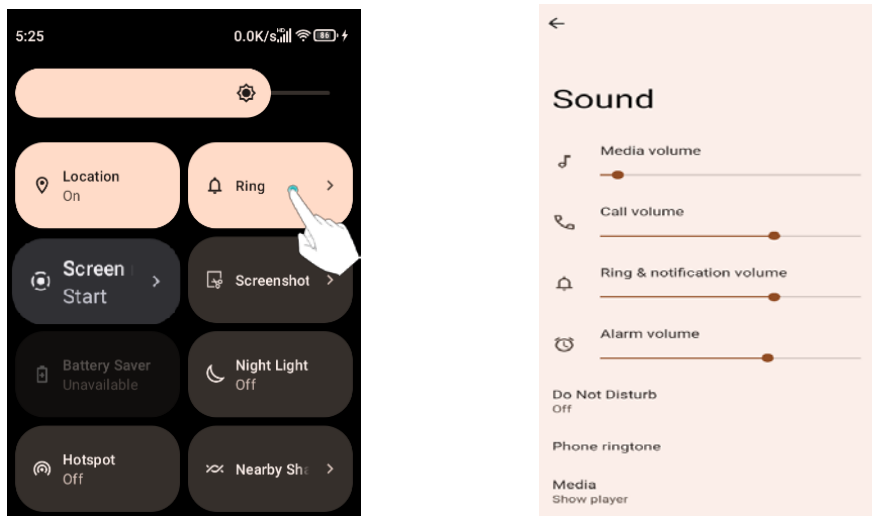 5:25
0.0K/s HD 86
Location
On
Ring
Screen
Start
Screenshot
Battery Saver
Unavailable
Night Light
Off
Hotspot
Off
Nearby Sha
Sound
Media volume
Call volume
Ring & notification volume
Alarm volume
Do Not Disturb
Off
Phone ringtone
Media
Show player